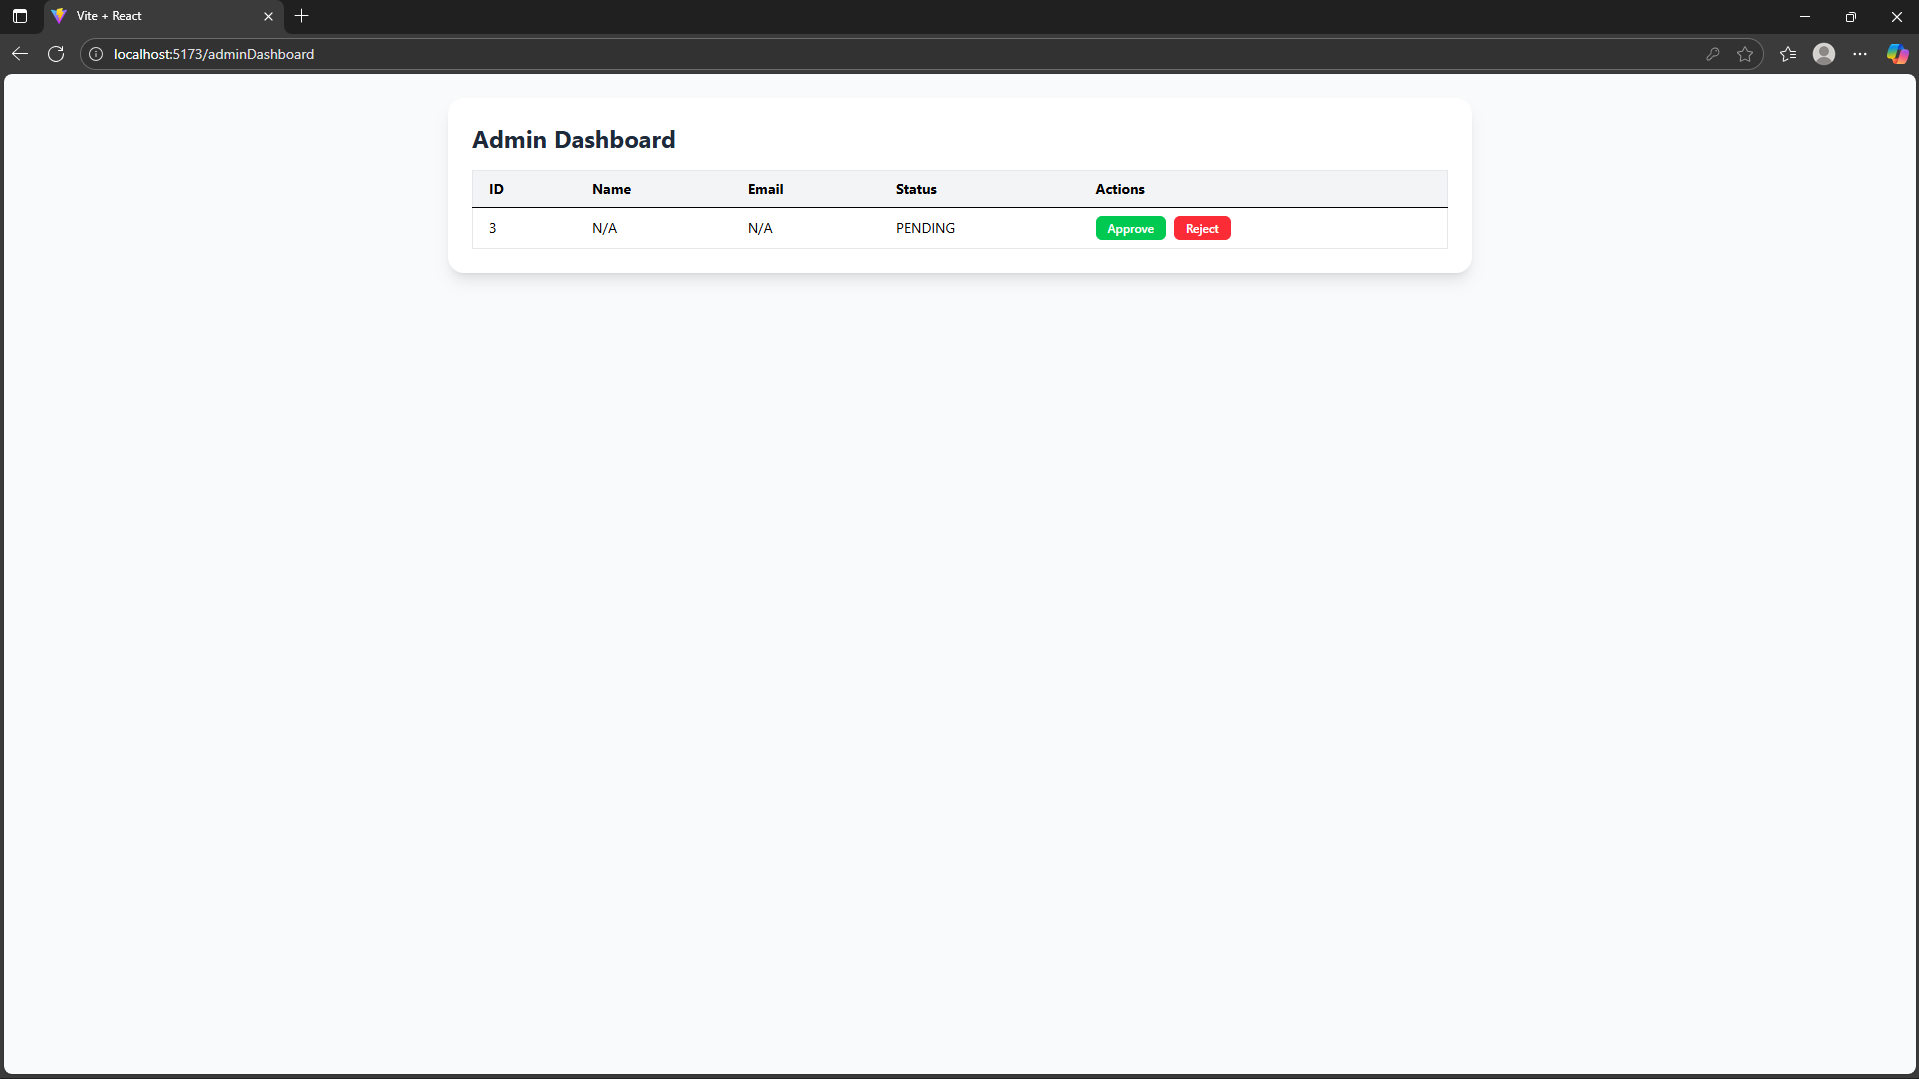 Vite + React
localhost:5173/adminDashboard
Admin Dashboard
ID Name Email Status Actions
3 N/A N/A PENDING Approve Reject